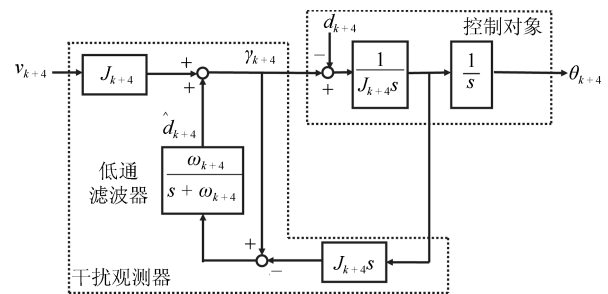 d_{k+4}
控制对象
v_{k+4}
J_{k+4}
+
+
γ_{k+4}
−
+
1
J_{k+4}s
1
s
θ_{k+4}
\hat{d}_{k+4}
低通
滤波器
ω_{k+4}
s + ω_{k+4}
+
−
J_{k+4}s
干扰观测器